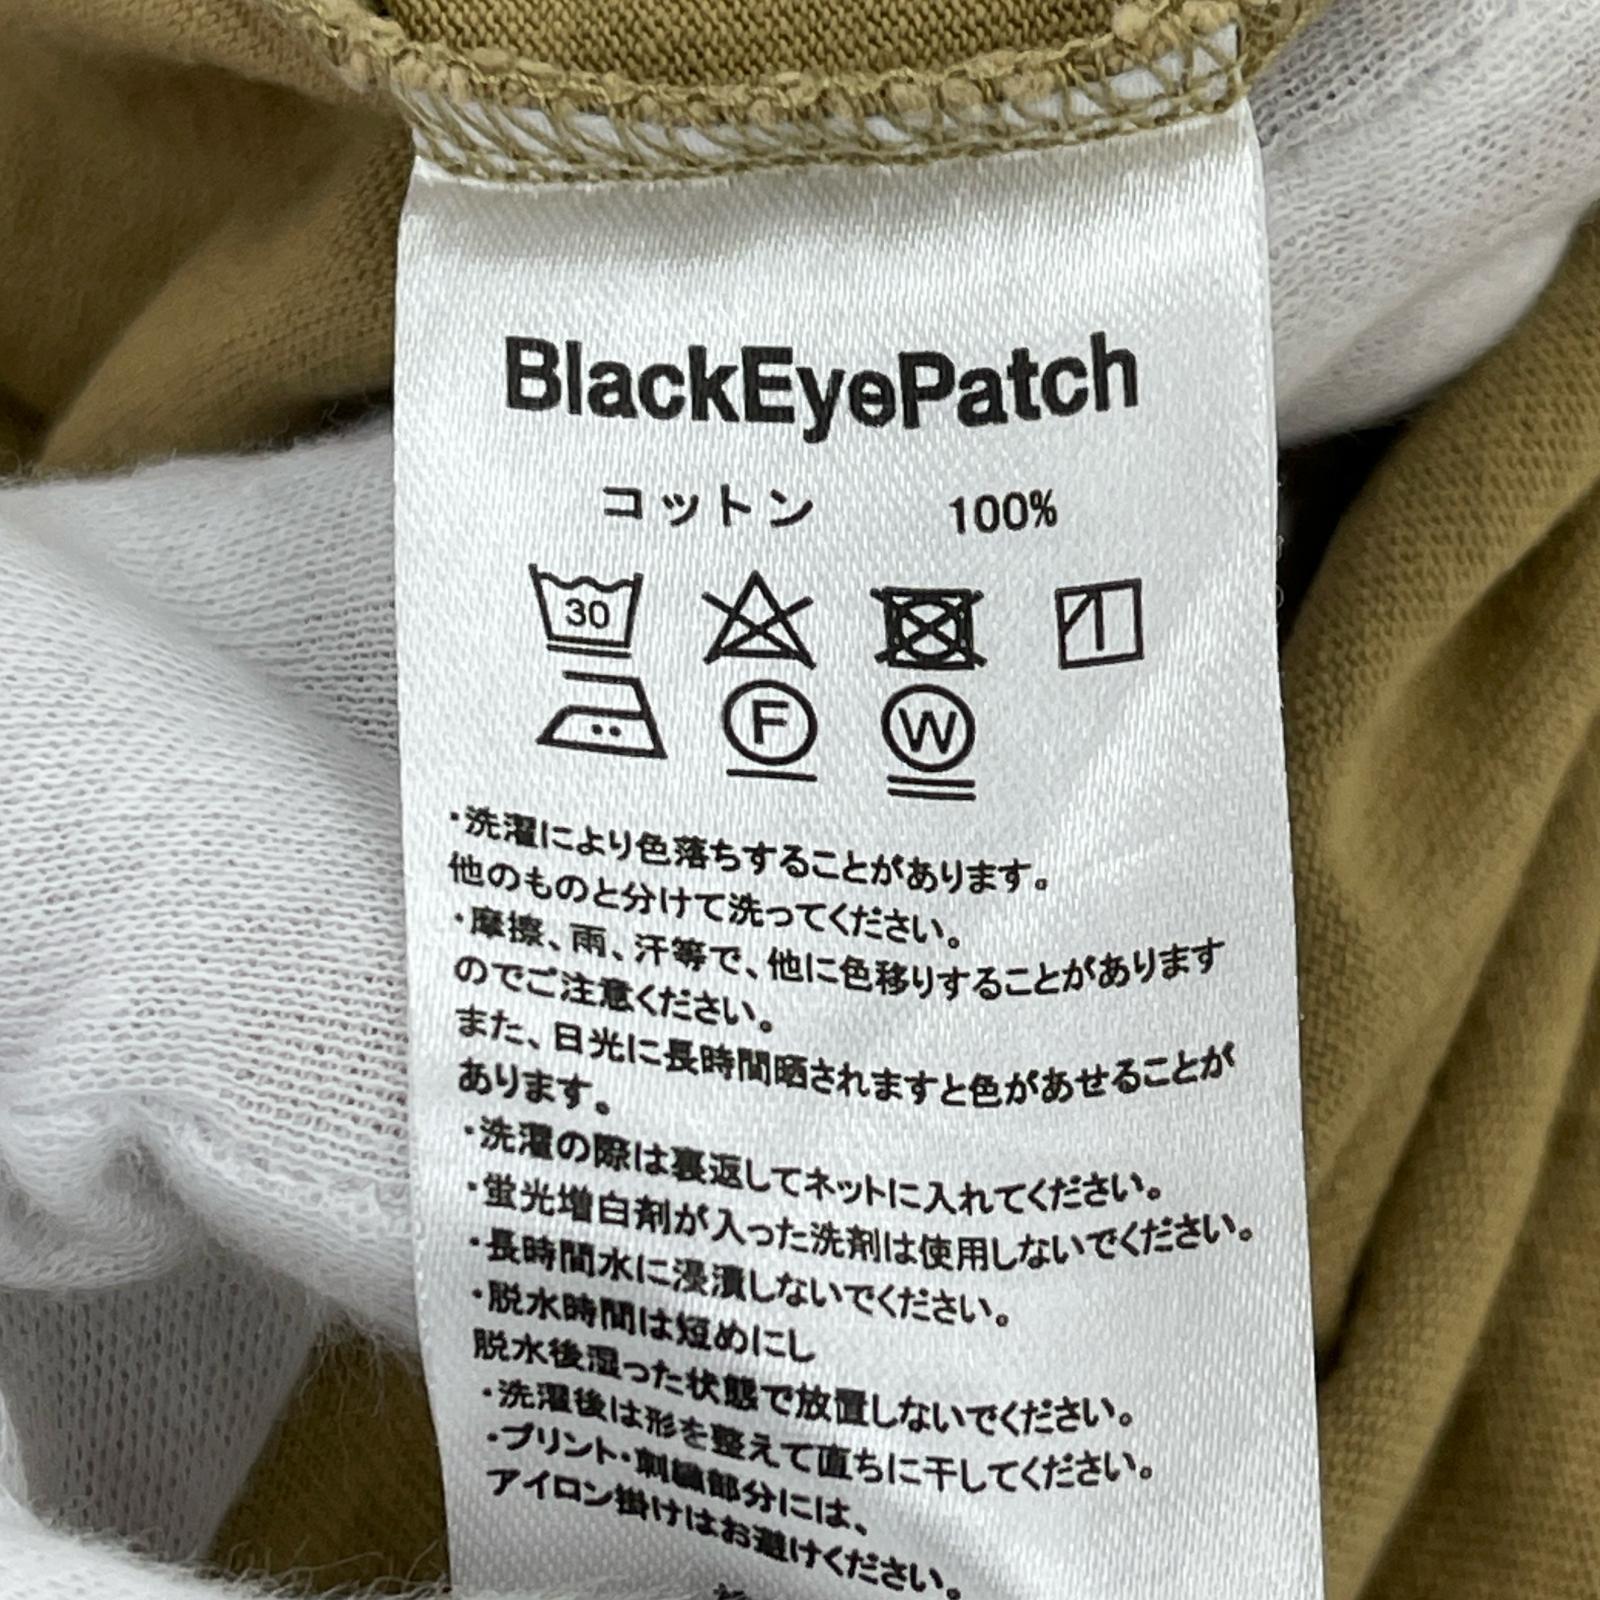 BlackEyePatch
コットン 100%
30
F W
・洗濯により色落ちすることがあります。
他のものと分けて洗ってください。
・摩擦、雨、汗等で、他に色移りすることがあります
のでご注意ください。
また、日光に長時間晒されますと色があせることが
あります。
・洗濯の際は裏返してネットに入れてください。
・蛍光増白剤が入った洗剤は使用しないでください。
・長時間水に浸漬しないでください。
・脱水時間は短めにし
脱水後湿った状態で放置しないでください。
・洗濯後は形を整えて直ちに干してください。
・プリント・刺繍部分には、
アイロン掛けはお避けください。